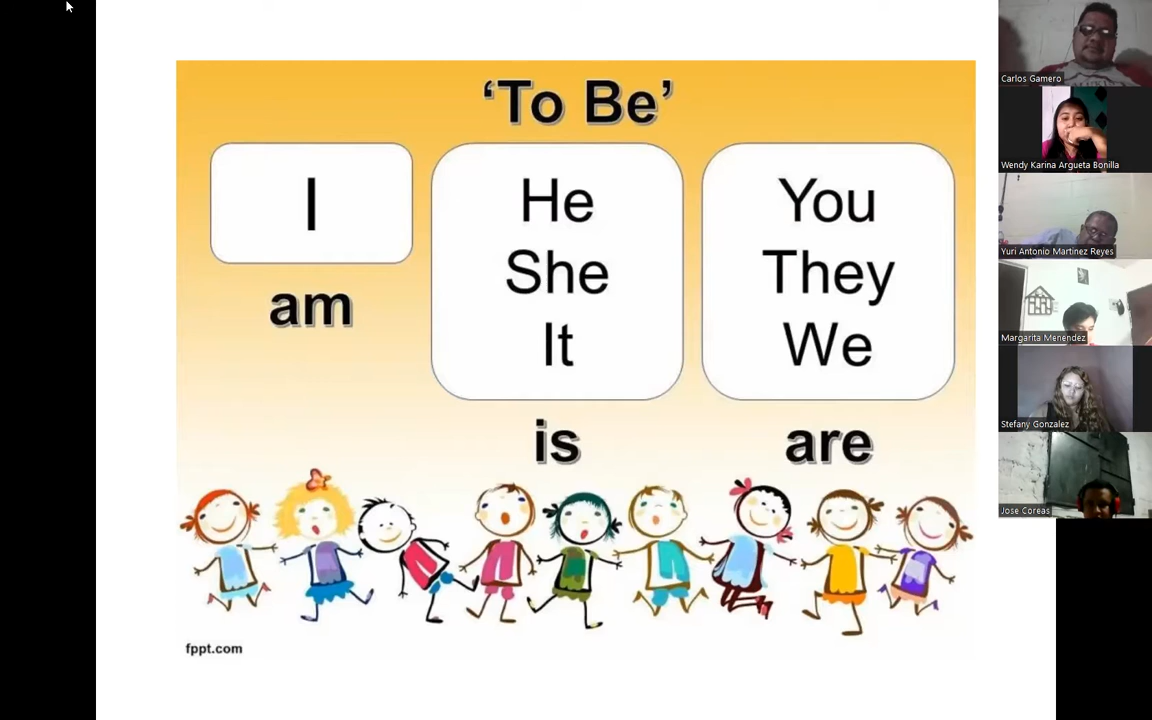 ‘To Be’
I
am
He
She
It
is
You
They
We
are
fppt.com
Carlos Gamero
Wendy Karina Argueta Bonilla
Yuri Antonio Martinez Reyes
Margarita Menendez
Stefany Gonzalez
Jose Coreas